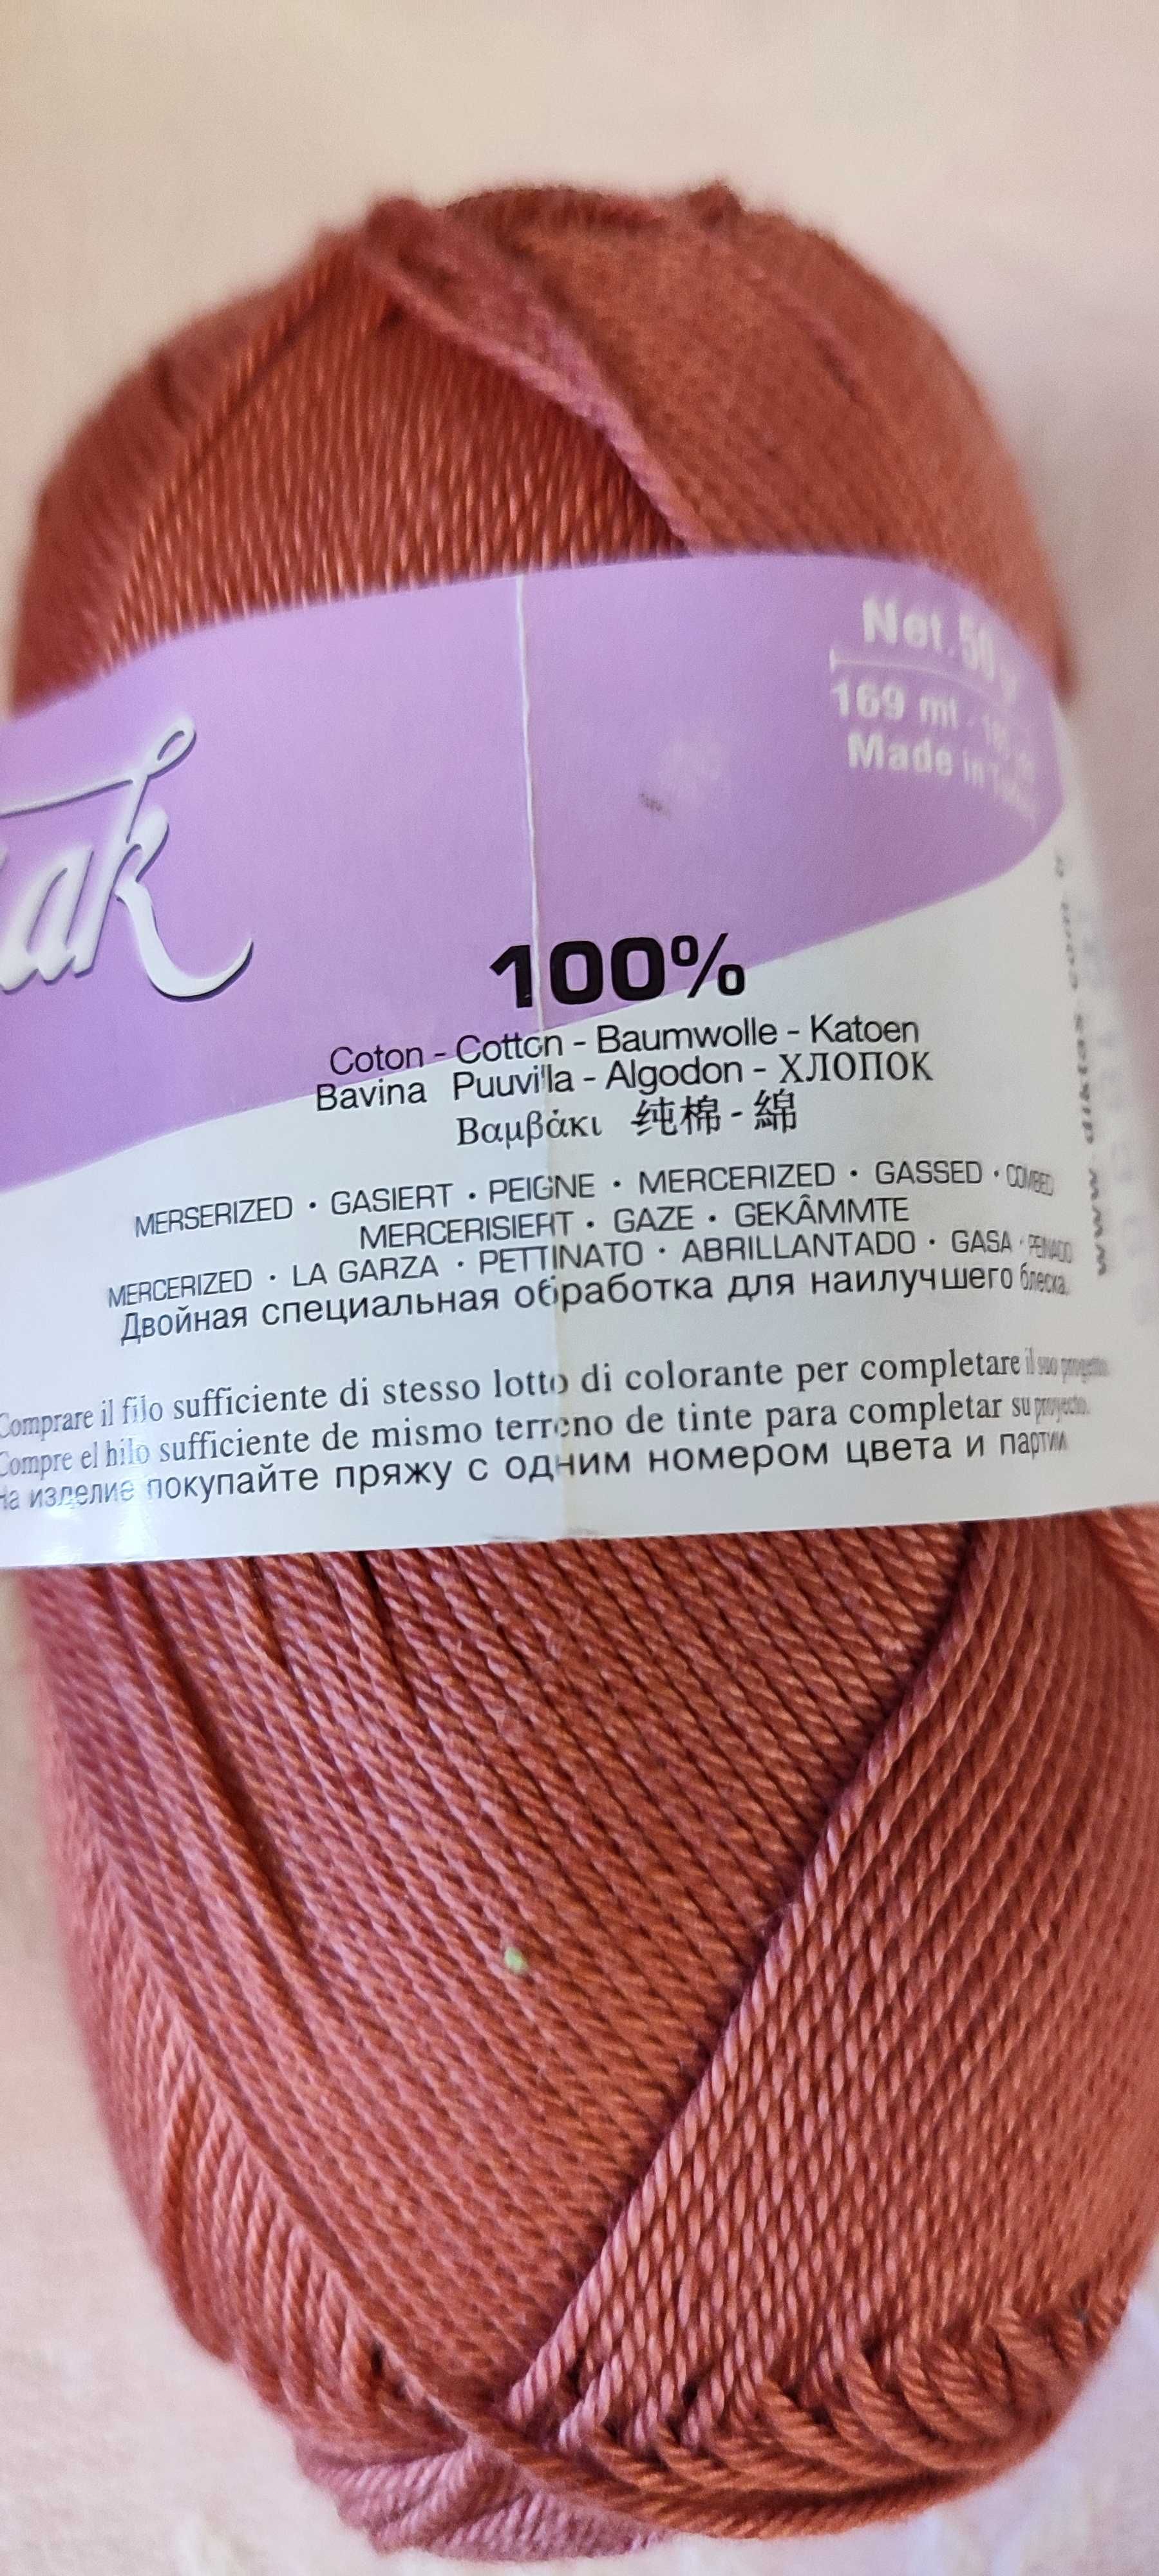 Net. 50
169 mt -
Made in
ak
100%
Coton - Cotton - Baumwolle - Katoen
Bavina Puuvilla - Algodon - ХЛОПОК
Βαμβάκι 纯棉 - 綿
MERSERIZED · GASIERT · PEIGNE · MERCERIZED · GASSED · COMBED
MERCERISIERT · GAZE · GEKÂMMTE
MERCERIZED · LA GARZA · PETTINATO · ABRILLANTADO · GASA · PEINADO
Двойная специальная обработка для наилучшего блеска.
Comprare il filo sufficiente di stesso lotto di colorante per completare il suo progetto.
Compre el hilo sufficiente de mismo terreno de tinte para completar su proyecto.
на изделие покупайте пряжу с одним номером цвета и партии
www.diktas.com